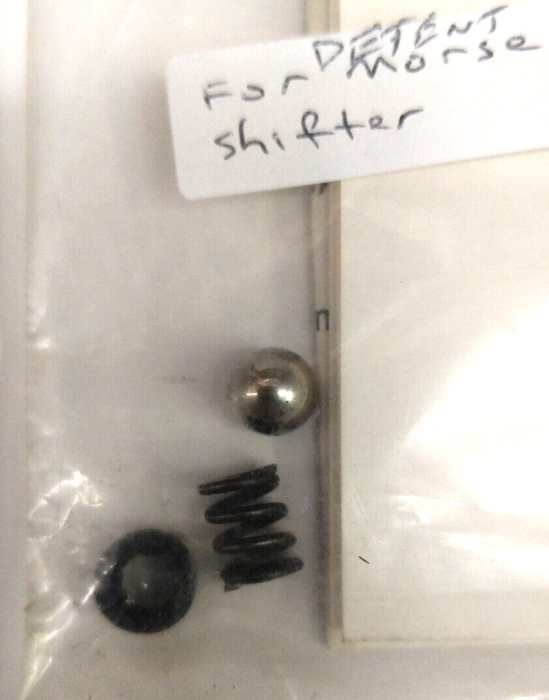 DETENT
For Morse
shifter
n